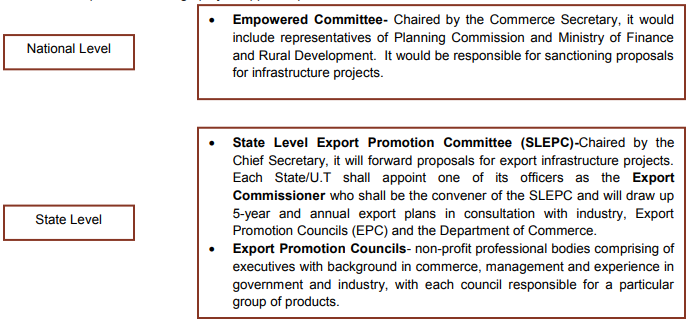 National Level
• Empowered Committee- Chaired by the Commerce Secretary, it would
include representatives of Planning Commission and Ministry of Finance
and Rural Development. It would be responsible for sanctioning proposals
for infrastructure projects.
State Level
• State Level Export Promotion Committee (SLEPC)-Chaired by the
Chief Secretary, it will forward proposals for export infrastructure projects.
Each State/U.T shall appoint one of its officers as the Export
Commissioner who shall be the convener of the SLEPC and will draw up
5-year and annual export plans in consultation with industry, Export
Promotion Councils (EPC) and the Department of Commerce.
• Export Promotion Councils- non-profit professional bodies comprising of
executives with background in commerce, management and experience in
government and industry, with each council responsible for a particular
group of products.